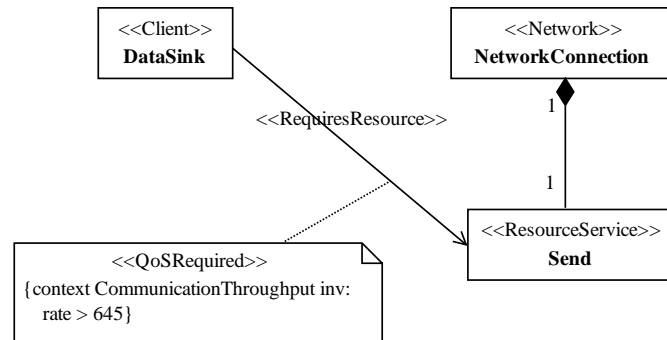 <<Client>>
DataSink
<<Network>>
NetworkConnection
1
<<RequiresResource>>
1
<<ResourceService>>
Send
<<QoSRequired>>
{context CommunicationThroughput inv:
rate > 645}